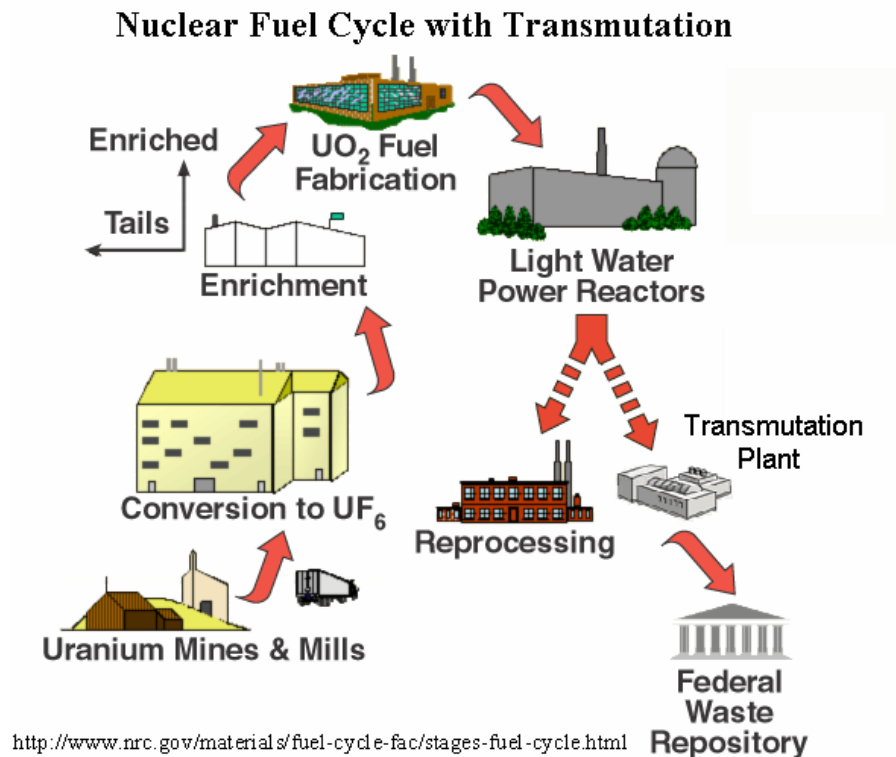 Nuclear Fuel Cycle with Transmutation
Enriched
Tails
UO₂ Fuel
Fabrication
Enrichment
Light Water
Power Reactors
Conversion to UF₆
Transmutation
Plant
Reprocessing
Uranium Mines & Mills
Federal
Waste
Repository
http://www.nrc.gov/materials/fuel-cycle-fac/stages-fuel-cycle.html